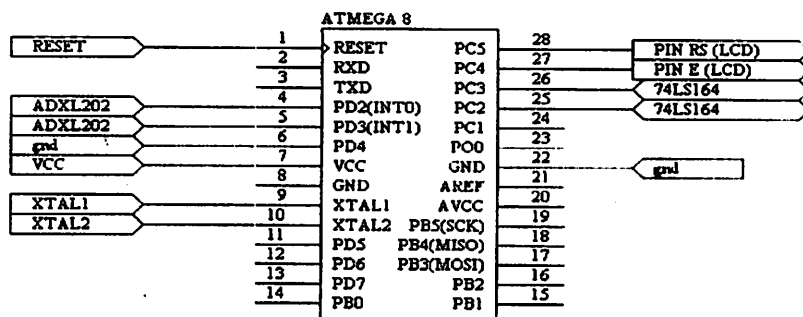 ATMEGA 8
RESET 1 RESET PC5 28 PIN RS (LCD)
2 RXD PC4 27 PIN E (LCD)
3 TXD PC3 26 74LS164
ADXL202 4 PD2(INT0) PC2 25 74LS164
ADXL202 5 PD3(INT1) PC1 24
gnd 6 PD4 PO0 23
VCC 7 VCC GND 22 gnd
8 GND AREF 21
XTAL1 9 XTAL1 AVCC 20
XTAL2 10 XTAL2 PB5(SCK) 19
11 PD5 PB4(MISO) 18
12 PD6 PB3(MOSI) 17
13 PD7 PB2 16
14 PB0 PB1 15